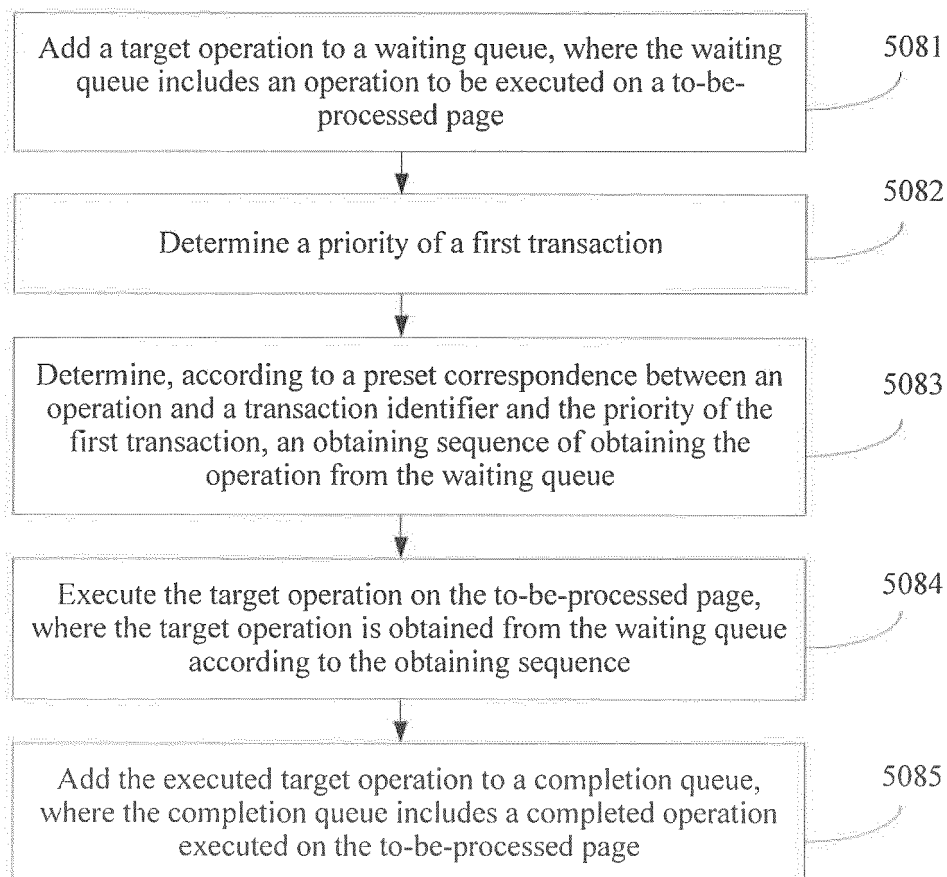 Add a target operation to a waiting queue, where the waiting
queue includes an operation to be executed on a to-be-
processed page
5081
Determine a priority of a first transaction
5082
Determine, according to a preset correspondence between an
operation and a transaction identifier and the priority of the
first transaction, an obtaining sequence of obtaining the
operation from the waiting queue
5083
Execute the target operation on the to-be-processed page,
where the target operation is obtained from the waiting queue
according to the obtaining sequence
5084
Add the executed target operation to a completion queue,
where the completion queue includes a completed operation
executed on the to-be-processed page
5085